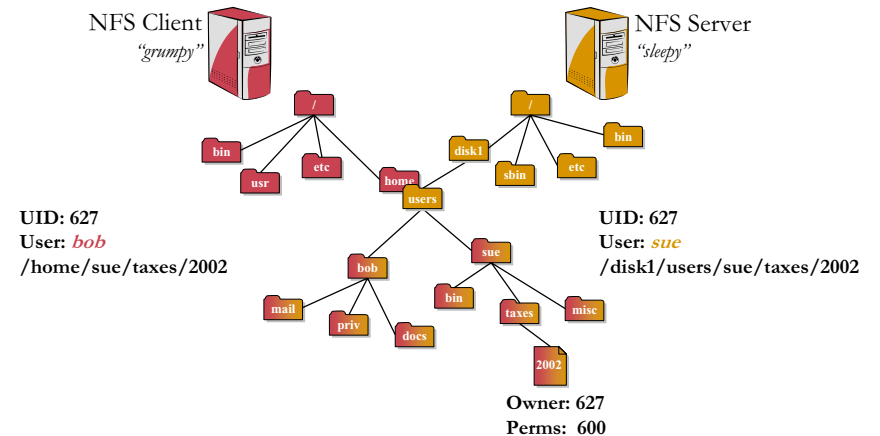 NFS Client
“grumpy”
NFS Server
“sleepy”
/
/
bin
usr
etc
home
disk1
sbin
etc
bin
users
UID: 627
User: bob
/home/sue/taxes/2002
UID: 627
User: sue
/disk1/users/sue/taxes/2002
bob
sue
mail
priv
docs
bin
taxes
misc
2002
Owner: 627
Perms: 600